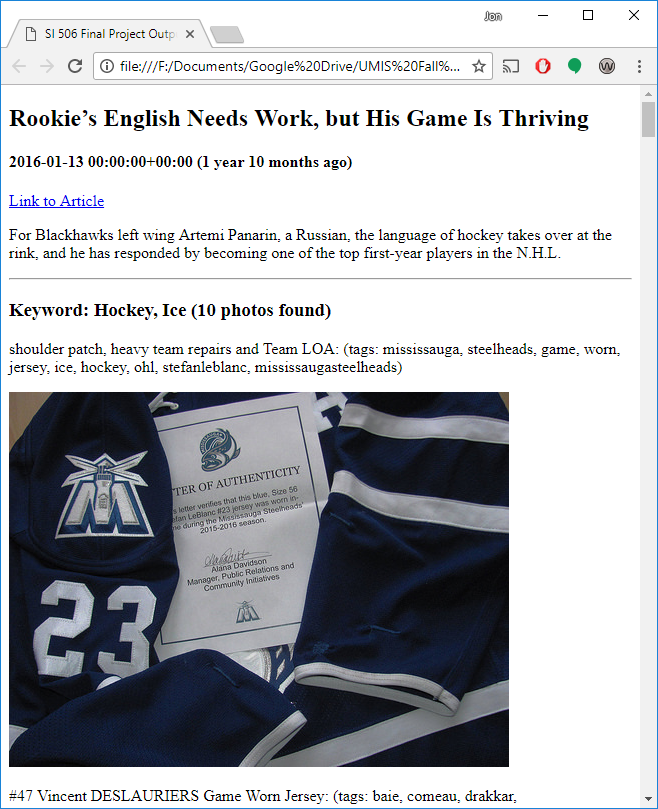 Jon
SI 506 Final Project Outp
file:///F:/Documents/Google%20Drive/UMIS%20Fall%...
Rookie’s English Needs Work, but His Game Is Thriving
2016-01-13 00:00:00+00:00 (1 year 10 months ago)
Link to Article
For Blackhawks left wing Artemi Panarin, a Russian, the language of hockey takes over at the
rink, and he has responded by becoming one of the top first-year players in the N.H.L.
Keyword: Hockey, Ice (10 photos found)
shoulder patch, heavy team repairs and Team LOA: (tags: mississauga, steelheads, game, worn,
jersey, ice, hockey, ohl, stefanleblanc, mississaugasteelheads)
TTER OF AUTHENTICITY
letter verifies that this blue, Size 56
efan LeBlanc #23 jersey was worn in-
me during the Mississauga Steelheads'
2015-2016 season.
Alana Davidson
Manager, Public Relations and
Community Initiatives
M
23
#47 Vincent DESLAURIERS Game Worn Jersey: (tags: baie, comeau, drakkar,